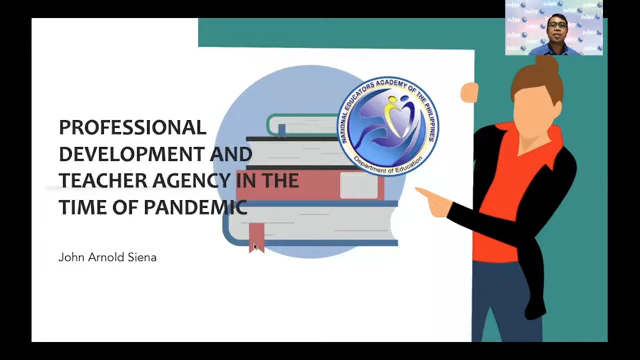 PROFESSIONAL
DEVELOPMENT AND
TEACHER AGENCY IN THE
TIME OF PANDEMIC
John Arnold Siena
NATIONAL EDUCATORS ACADEMY OF THE PHILIPPINES
Department of Education